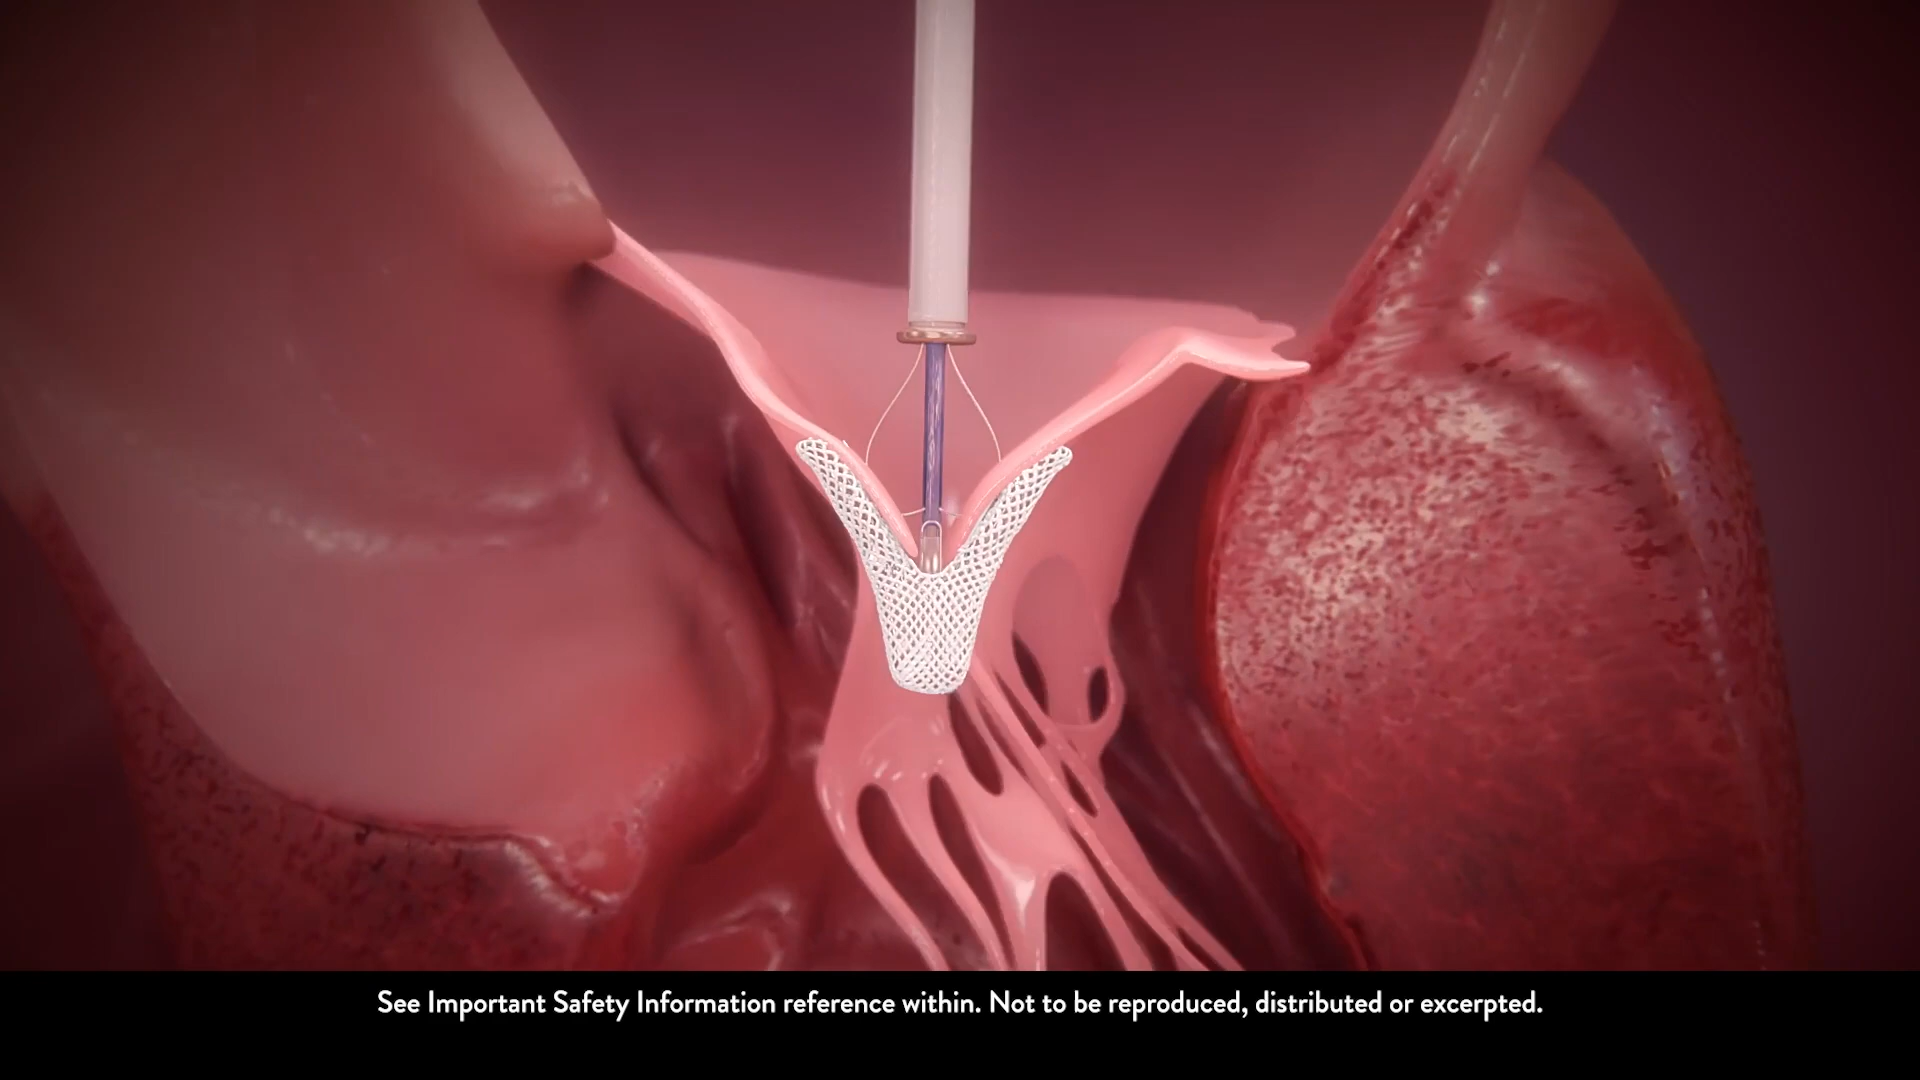 See Important Safety Information reference within. Not to be reproduced, distributed or excerpted.